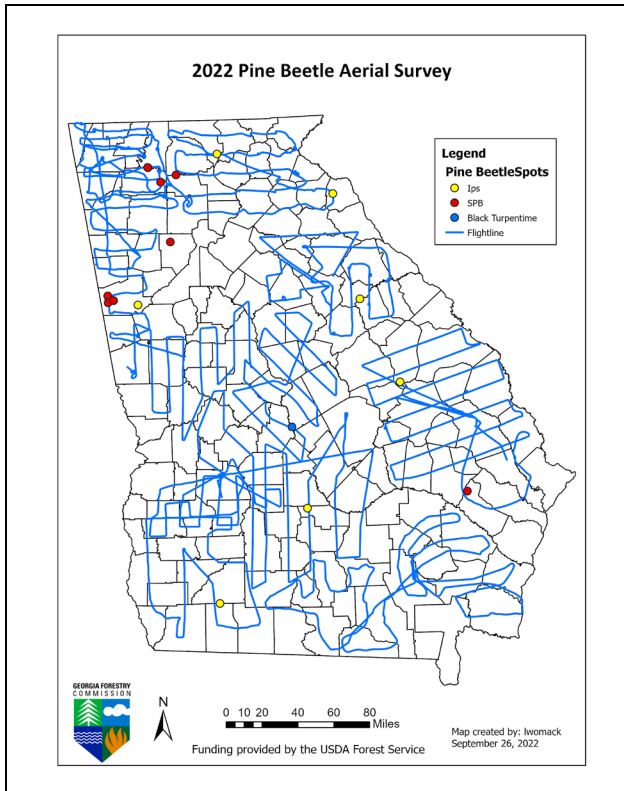 2022 Pine Beetle Aerial Survey
Legend
Pine BeetleSpots
Ips
SPB
Black Turpentime
Flightline
GEORGIA FORESTRY
COMMISSION
N
0 10 20 40 60 80
Miles
Funding provided by the USDA Forest Service
Map created by: lwomack
September 26, 2022